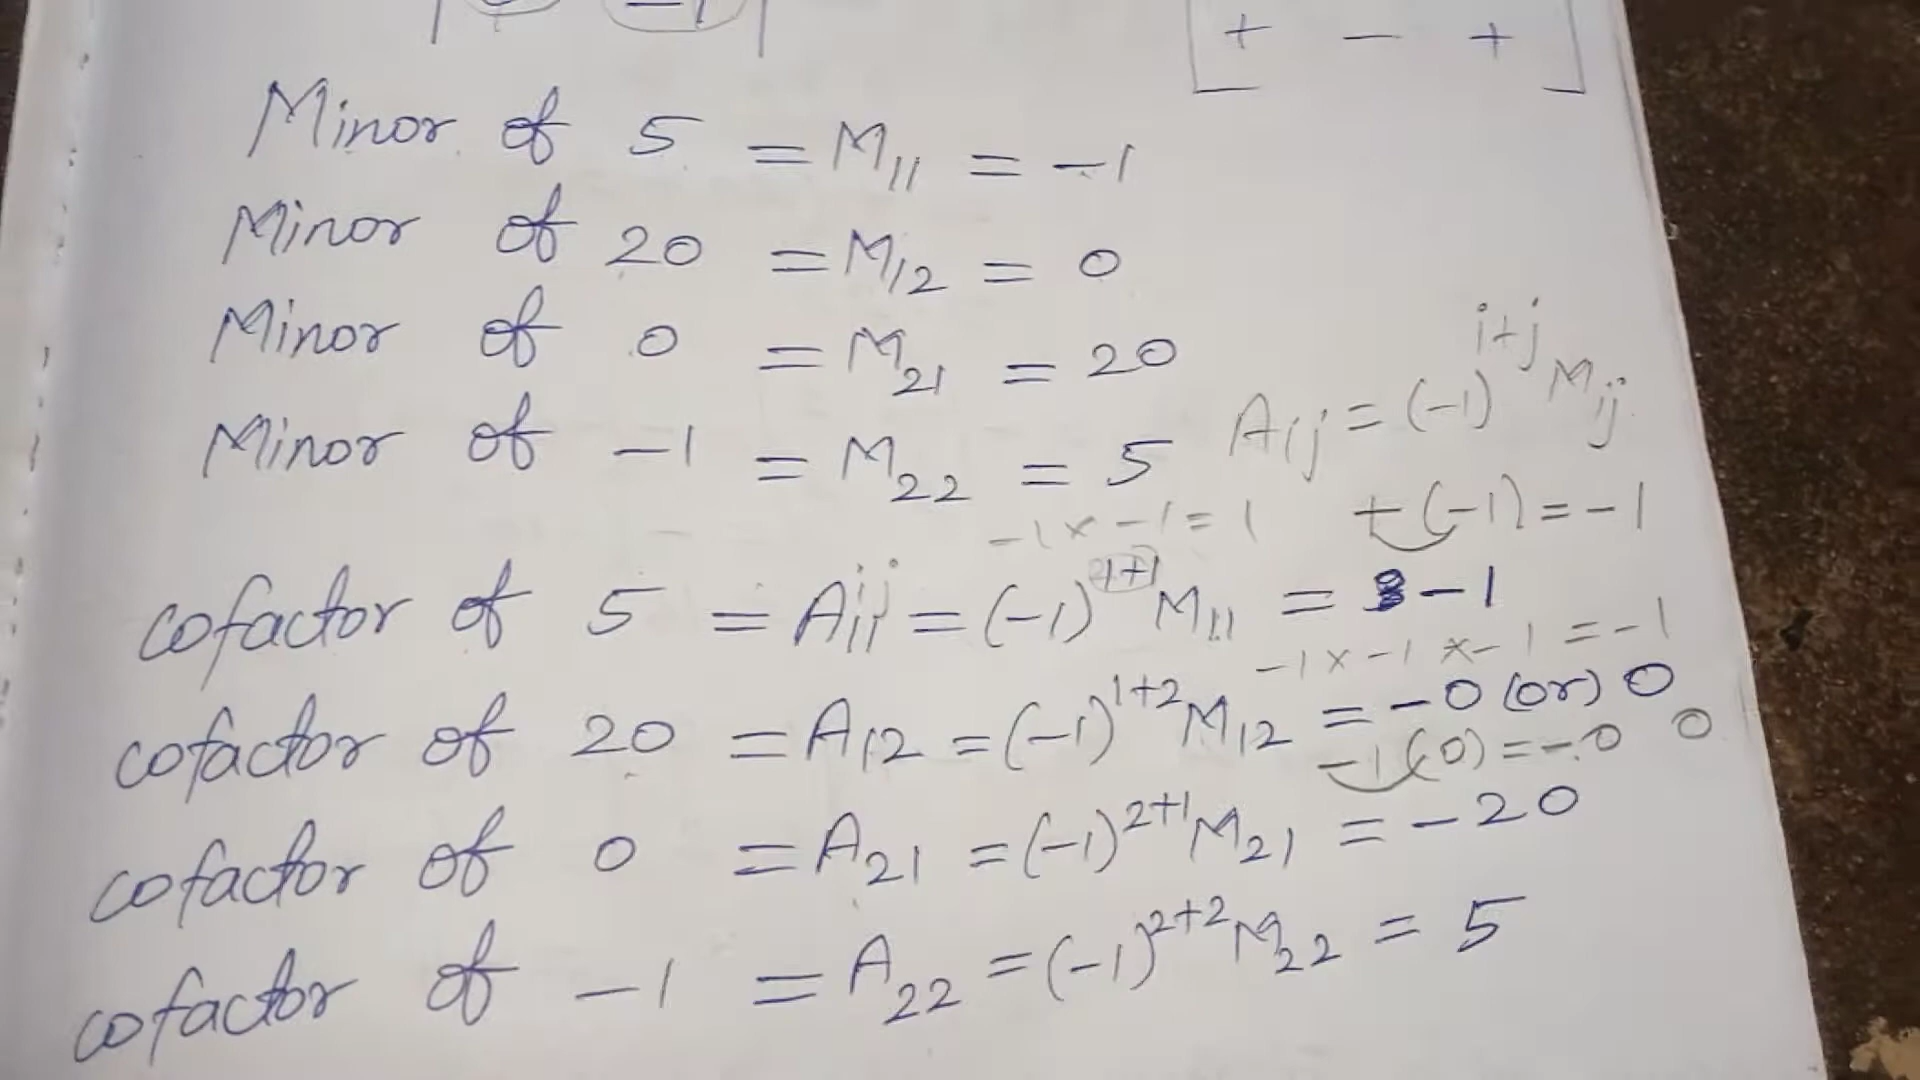 -1
+ - +
Minor of 5 = M11 = -1
Minor of 20 = M12 = 0
Minor of 0 = M21 = 20
Minor of -1 = M22 = 5
Aij = (-1)^i+j Mij
-1 x -1 = 1 +(-1) = -1
cofactor of 5 = A11 = (-1)^1+1 M11 = -1
i j
-1 x -1 x -1 = -1
cofactor of 20 = A12 = (-1)^1+2 M12 = -0 (or) 0
-1(0) = -0 0
cofactor of 0 = A21 = (-1)^2+1 M21 = -20
cofactor of -1 = A22 = (-1)^2+2 M22 = 5